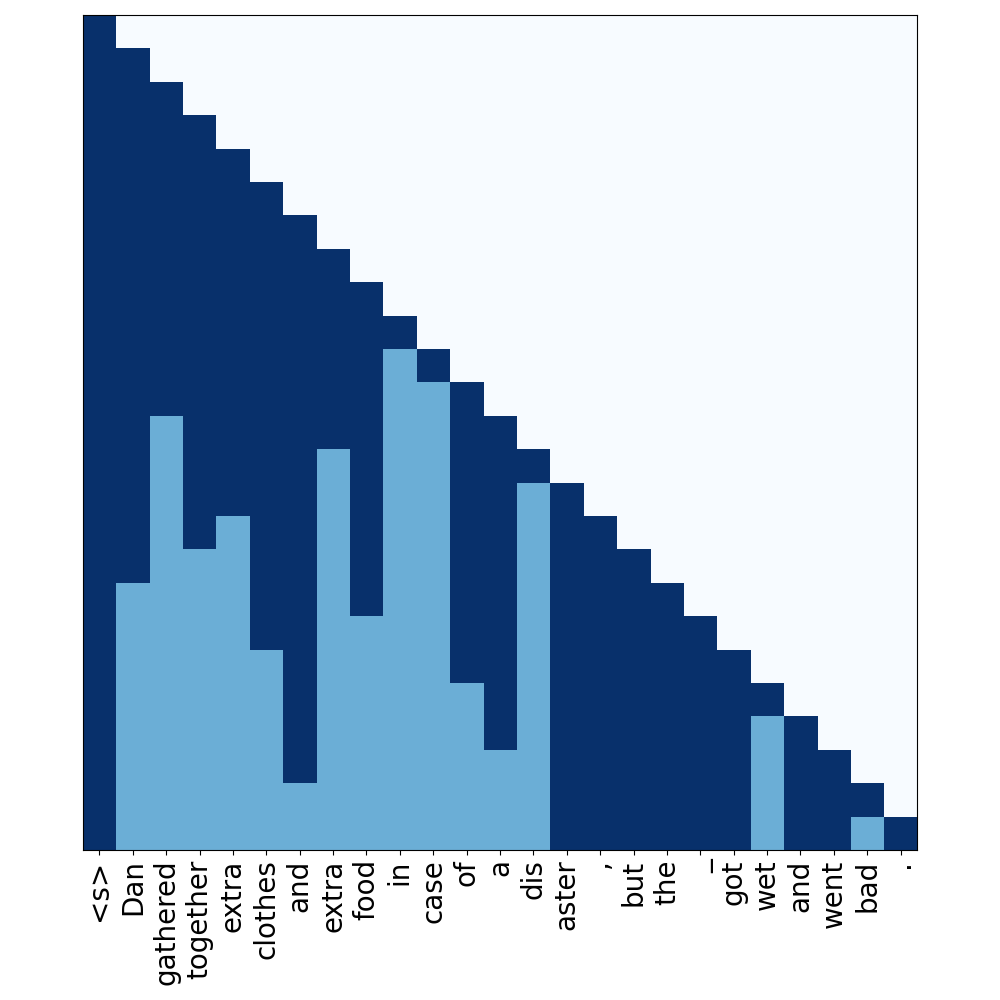 <s> Dan gathered together extra clothes and extra food in case of a dis aster , but the _ got wet and went bad .